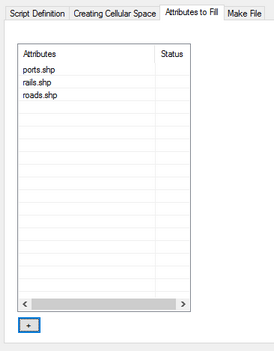 Script Definition Creating Cellular Space Attributes to Fill Make File
Attributes Status
ports.shp
rails.shp
roads.shp
+